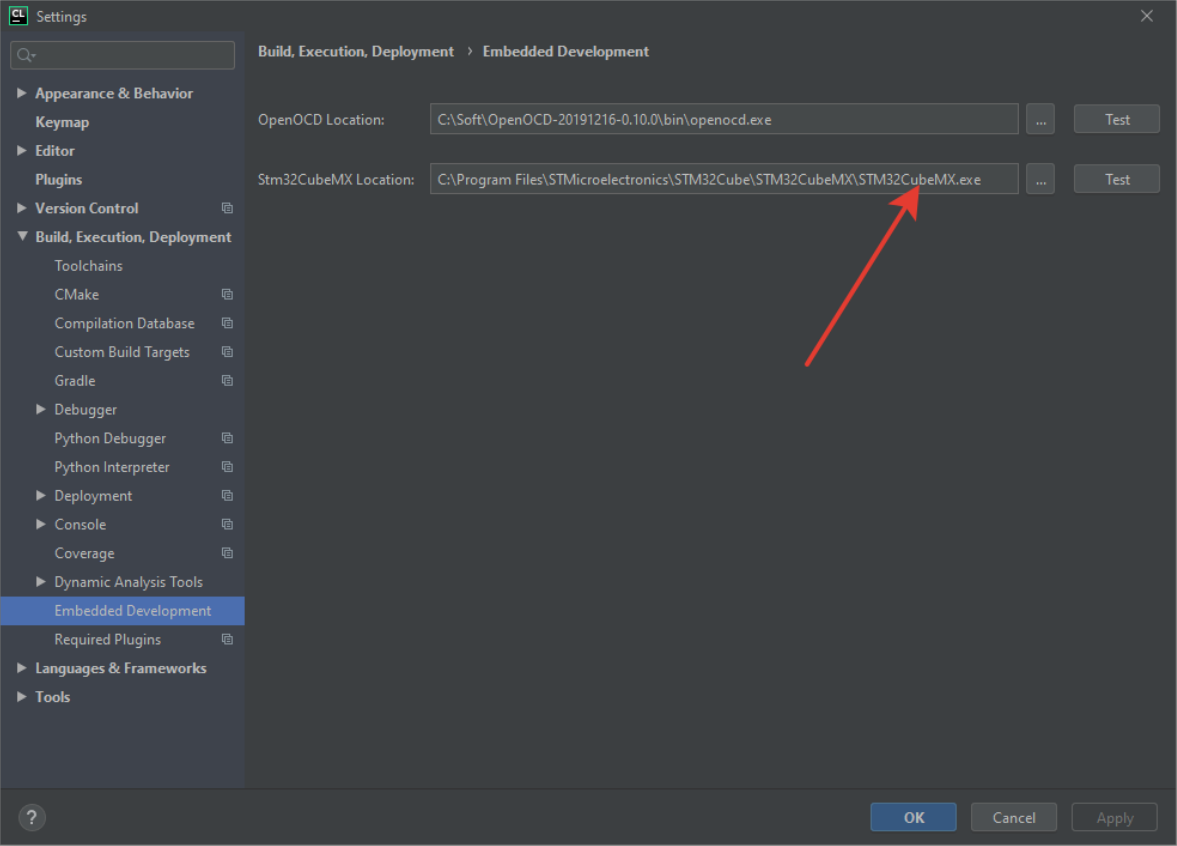 CL
Settings
Build, Execution, Deployment › Embedded Development
Appearance & Behavior
Keymap
Editor
Plugins
Version Control
Build, Execution, Deployment
Toolchains
CMake
Compilation Database
Custom Build Targets
Gradle
Debugger
Python Debugger
Python Interpreter
Deployment
Console
Coverage
Dynamic Analysis Tools
Embedded Development
Required Plugins
Languages & Frameworks
Tools
OpenOCD Location: C:\Soft\OpenOCD-20191216-0.10.0\bin\openocd.exe ... Test
Stm32CubeMX Location: C:\Program Files\STMicroelectronics\STM32Cube\STM32CubeMX\STM32CubeMX.exe ... Test
? OK Cancel Apply